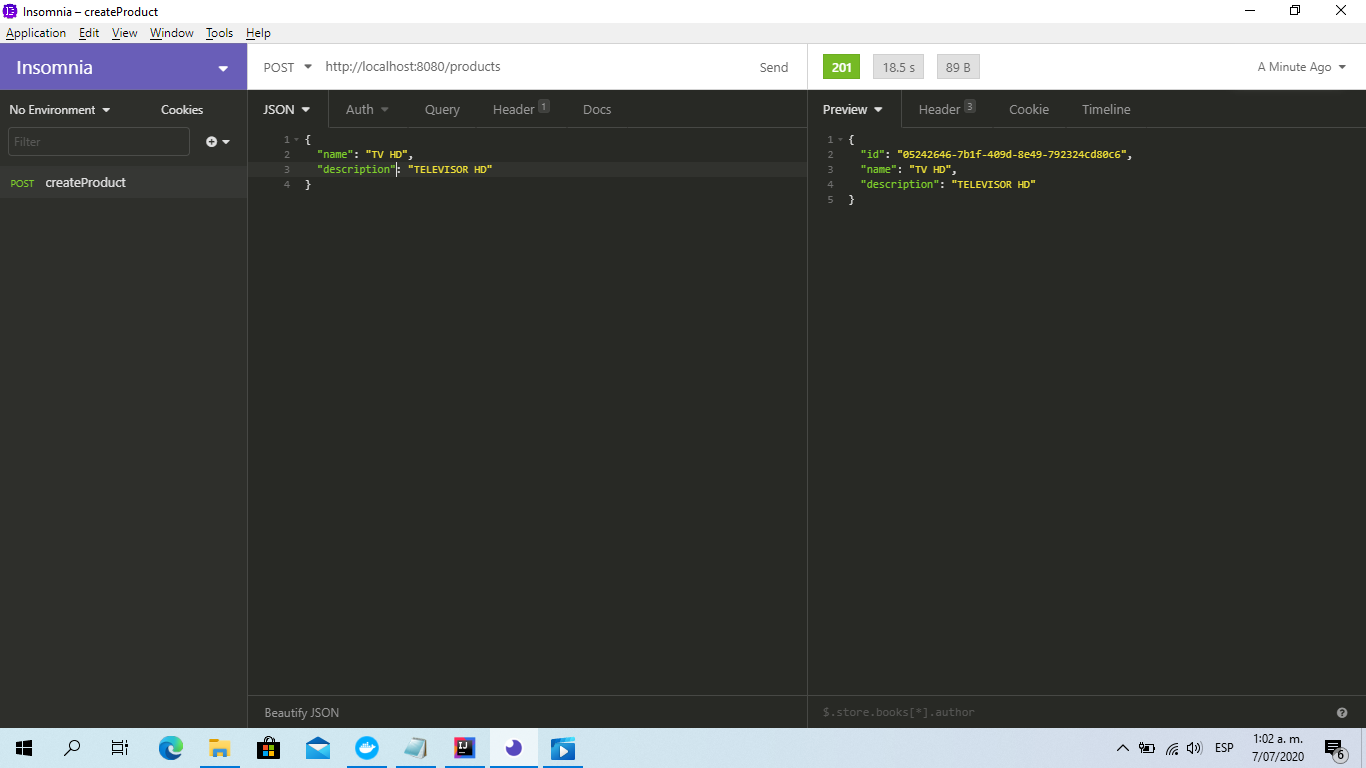 Insomnia – createProduct
Application Edit View Window Tools Help
Insomnia
POST http://localhost:8080/products Send
201 18.5 s 89 B A Minute Ago
No Environment Cookies
JSON Auth Query Header 1 Docs
Preview Header 3 Cookie Timeline
Filter
POST createProduct
1 {
2 "name": "TV HD",
3 "description": "TELEVISOR HD"
4 }
1 {
2 "id": "05242646-7b1f-409d-8e49-792324cd80c6",
3 "name": "TV HD",
4 "description": "TELEVISOR HD"
5 }
Beautify JSON
$.store.books[*].author
IJ
ESP
1:02 a. m.
7/07/2020
6